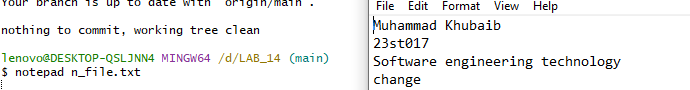 Your branch is up to date with 'origin/main'.
nothing to commit, working tree clean
lenovo@DESKTOP-QSLJNN4 MINGW64 /d/LAB_14 (main)
$ notepad n_file.txt
File Edit Format View Help
Muhammad Khubaib
23st017
Software engineering technology
change